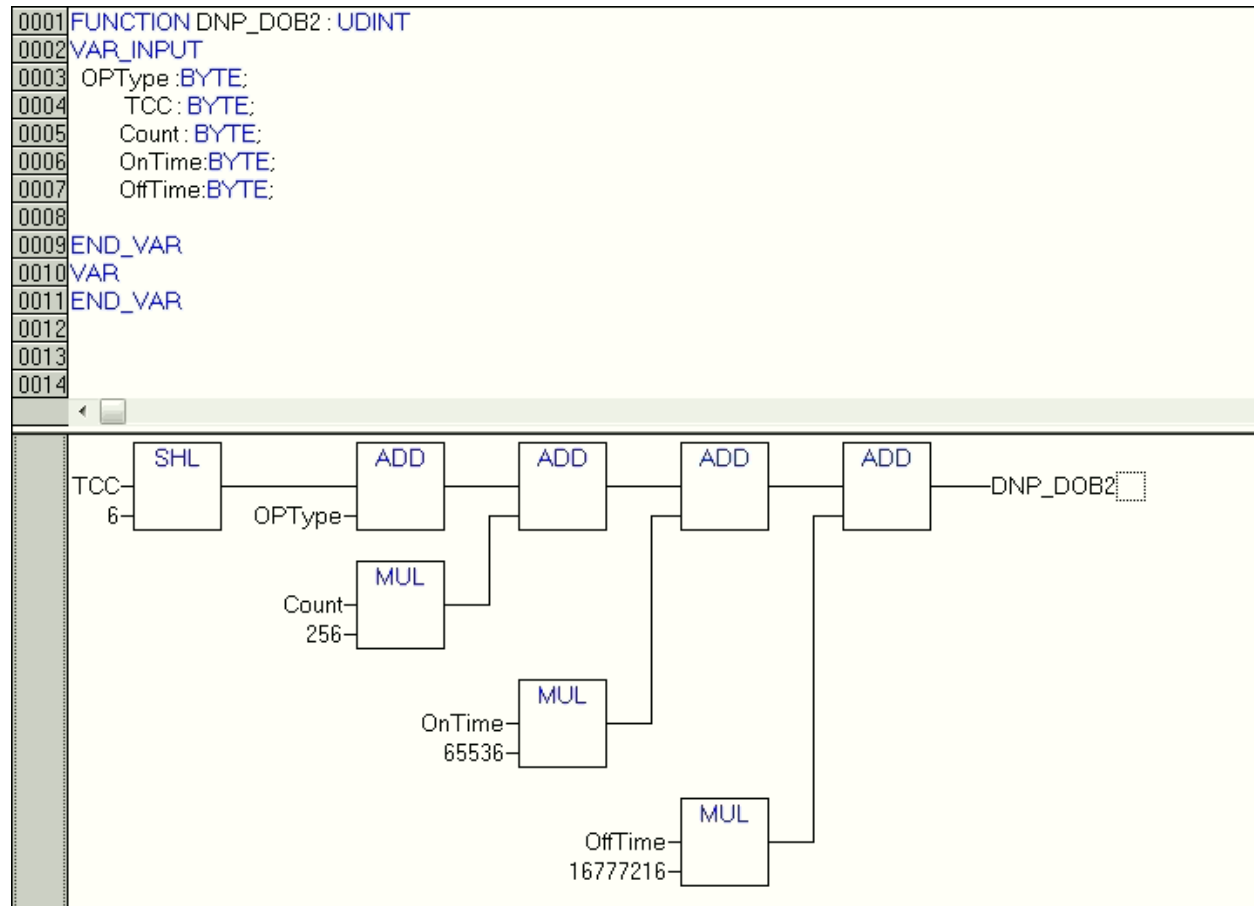 0001 FUNCTION DNP_DOB2 : UDINT
0002 VAR_INPUT
0003 OPType :BYTE;
0004 TCC : BYTE;
0005 Count : BYTE;
0006 OnTime:BYTE;
0007 OffTime:BYTE;
0008
0009 END_VAR
0010 VAR
0011 END_VAR
0012
0013
0014
SHL ADD ADD ADD ADD
TCC DNP_DOB2
6 OPType
MUL
Count
256
MUL
OnTime
65536
MUL
OffTime
16777216